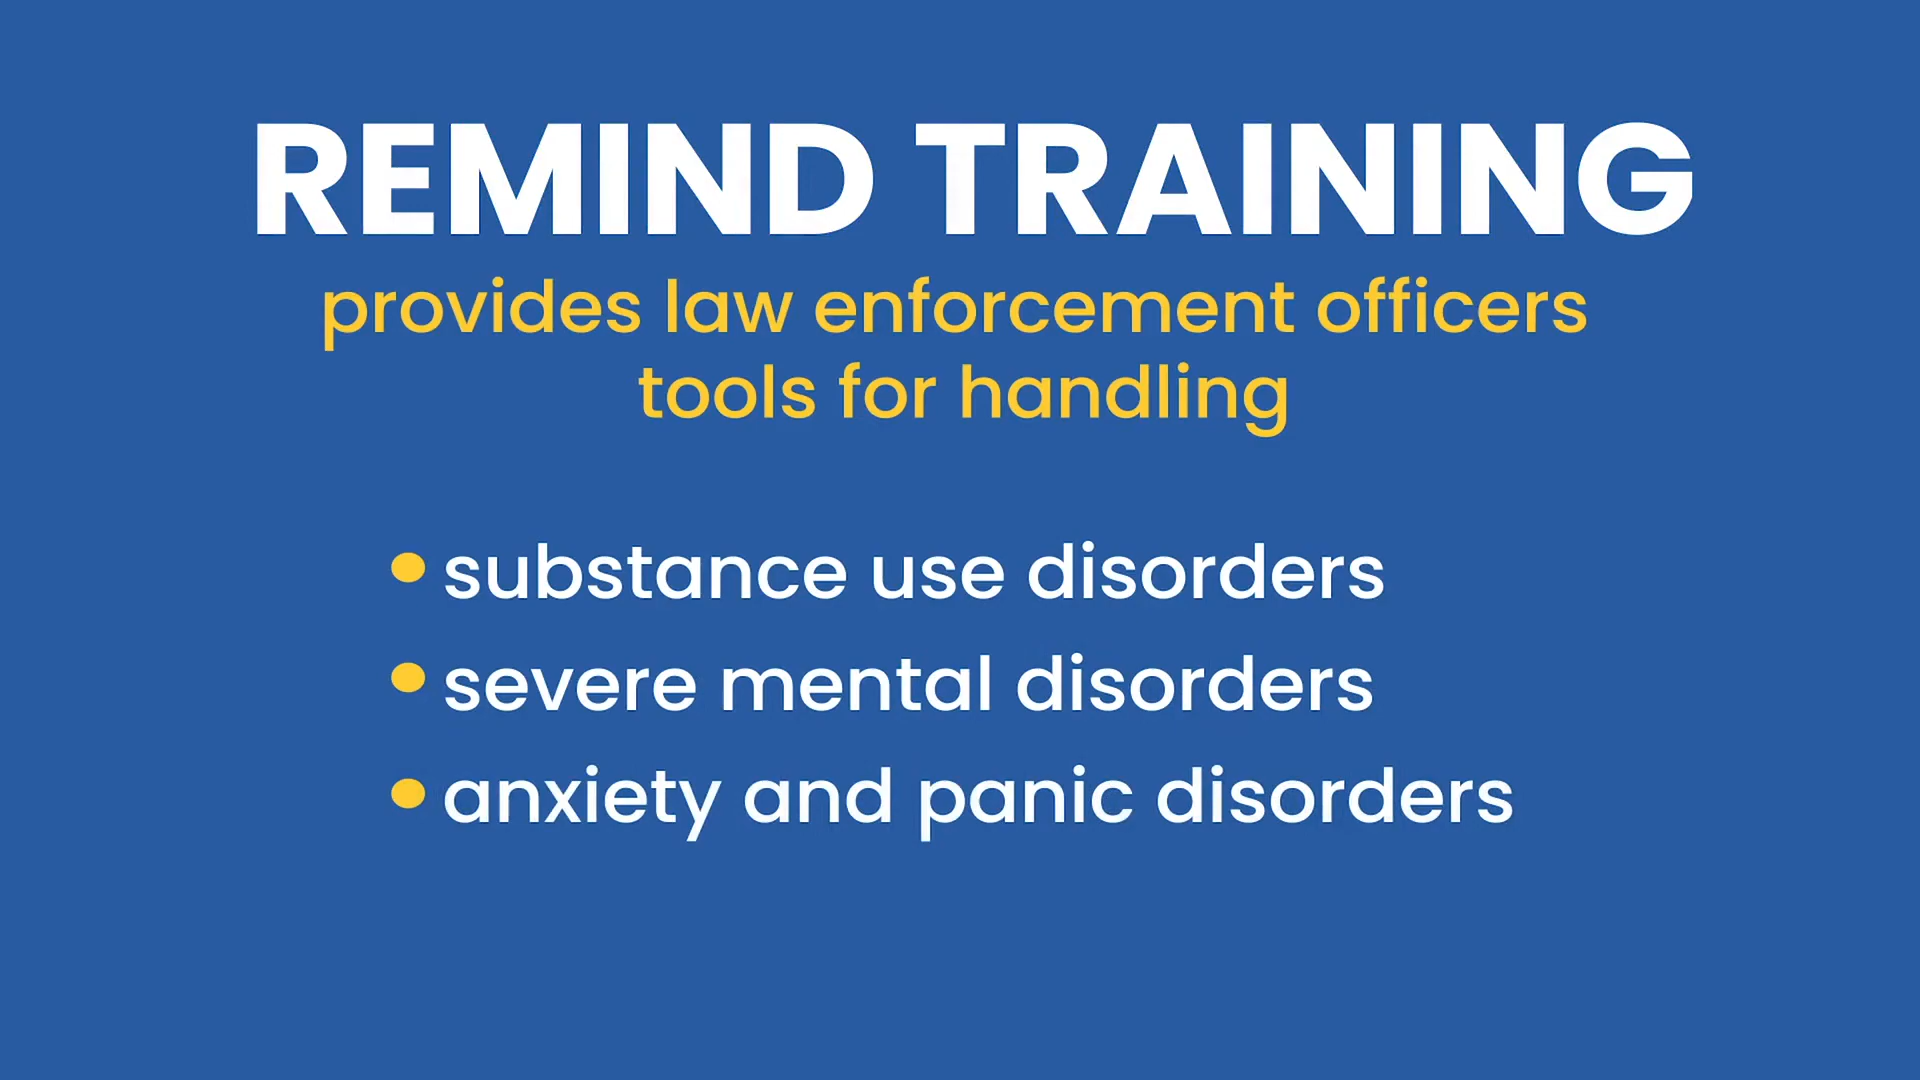 REMIND TRAINING
provides law enforcement officers
tools for handling
• substance use disorders
• severe mental disorders
• anxiety and panic disorders